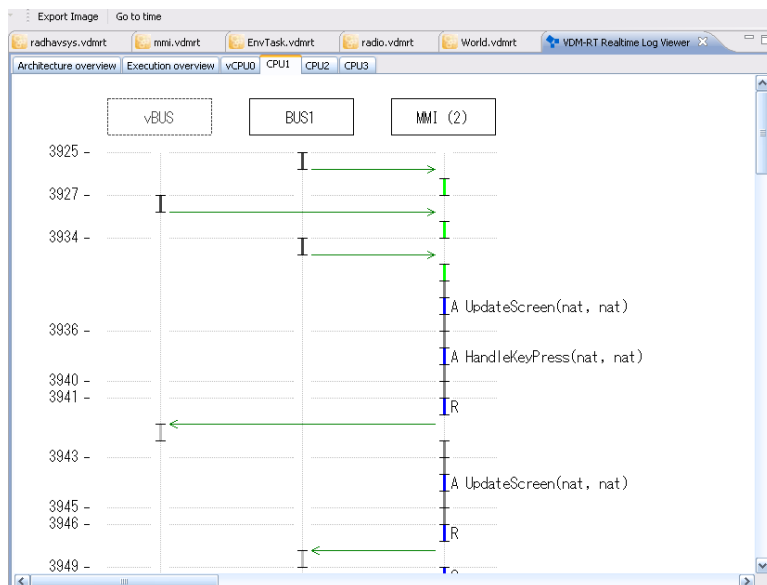 Export Image Go to time
radhavsys.vdmrt mmi.vdmrt EnvTask.vdmrt radio.vdmrt World.vdmrt VDM-RT Realtime Log Viewer
Architecture overview Execution overview vCPU0 CPU1 CPU2 CPU3
vBUS BUS1 MMI (2)
3925
3927
3934
A UpdateScreen(nat, nat)
3936
A HandleKeyPress(nat, nat)
3940
3941
R
3943
A UpdateScreen(nat, nat)
3945
3946
R
3949